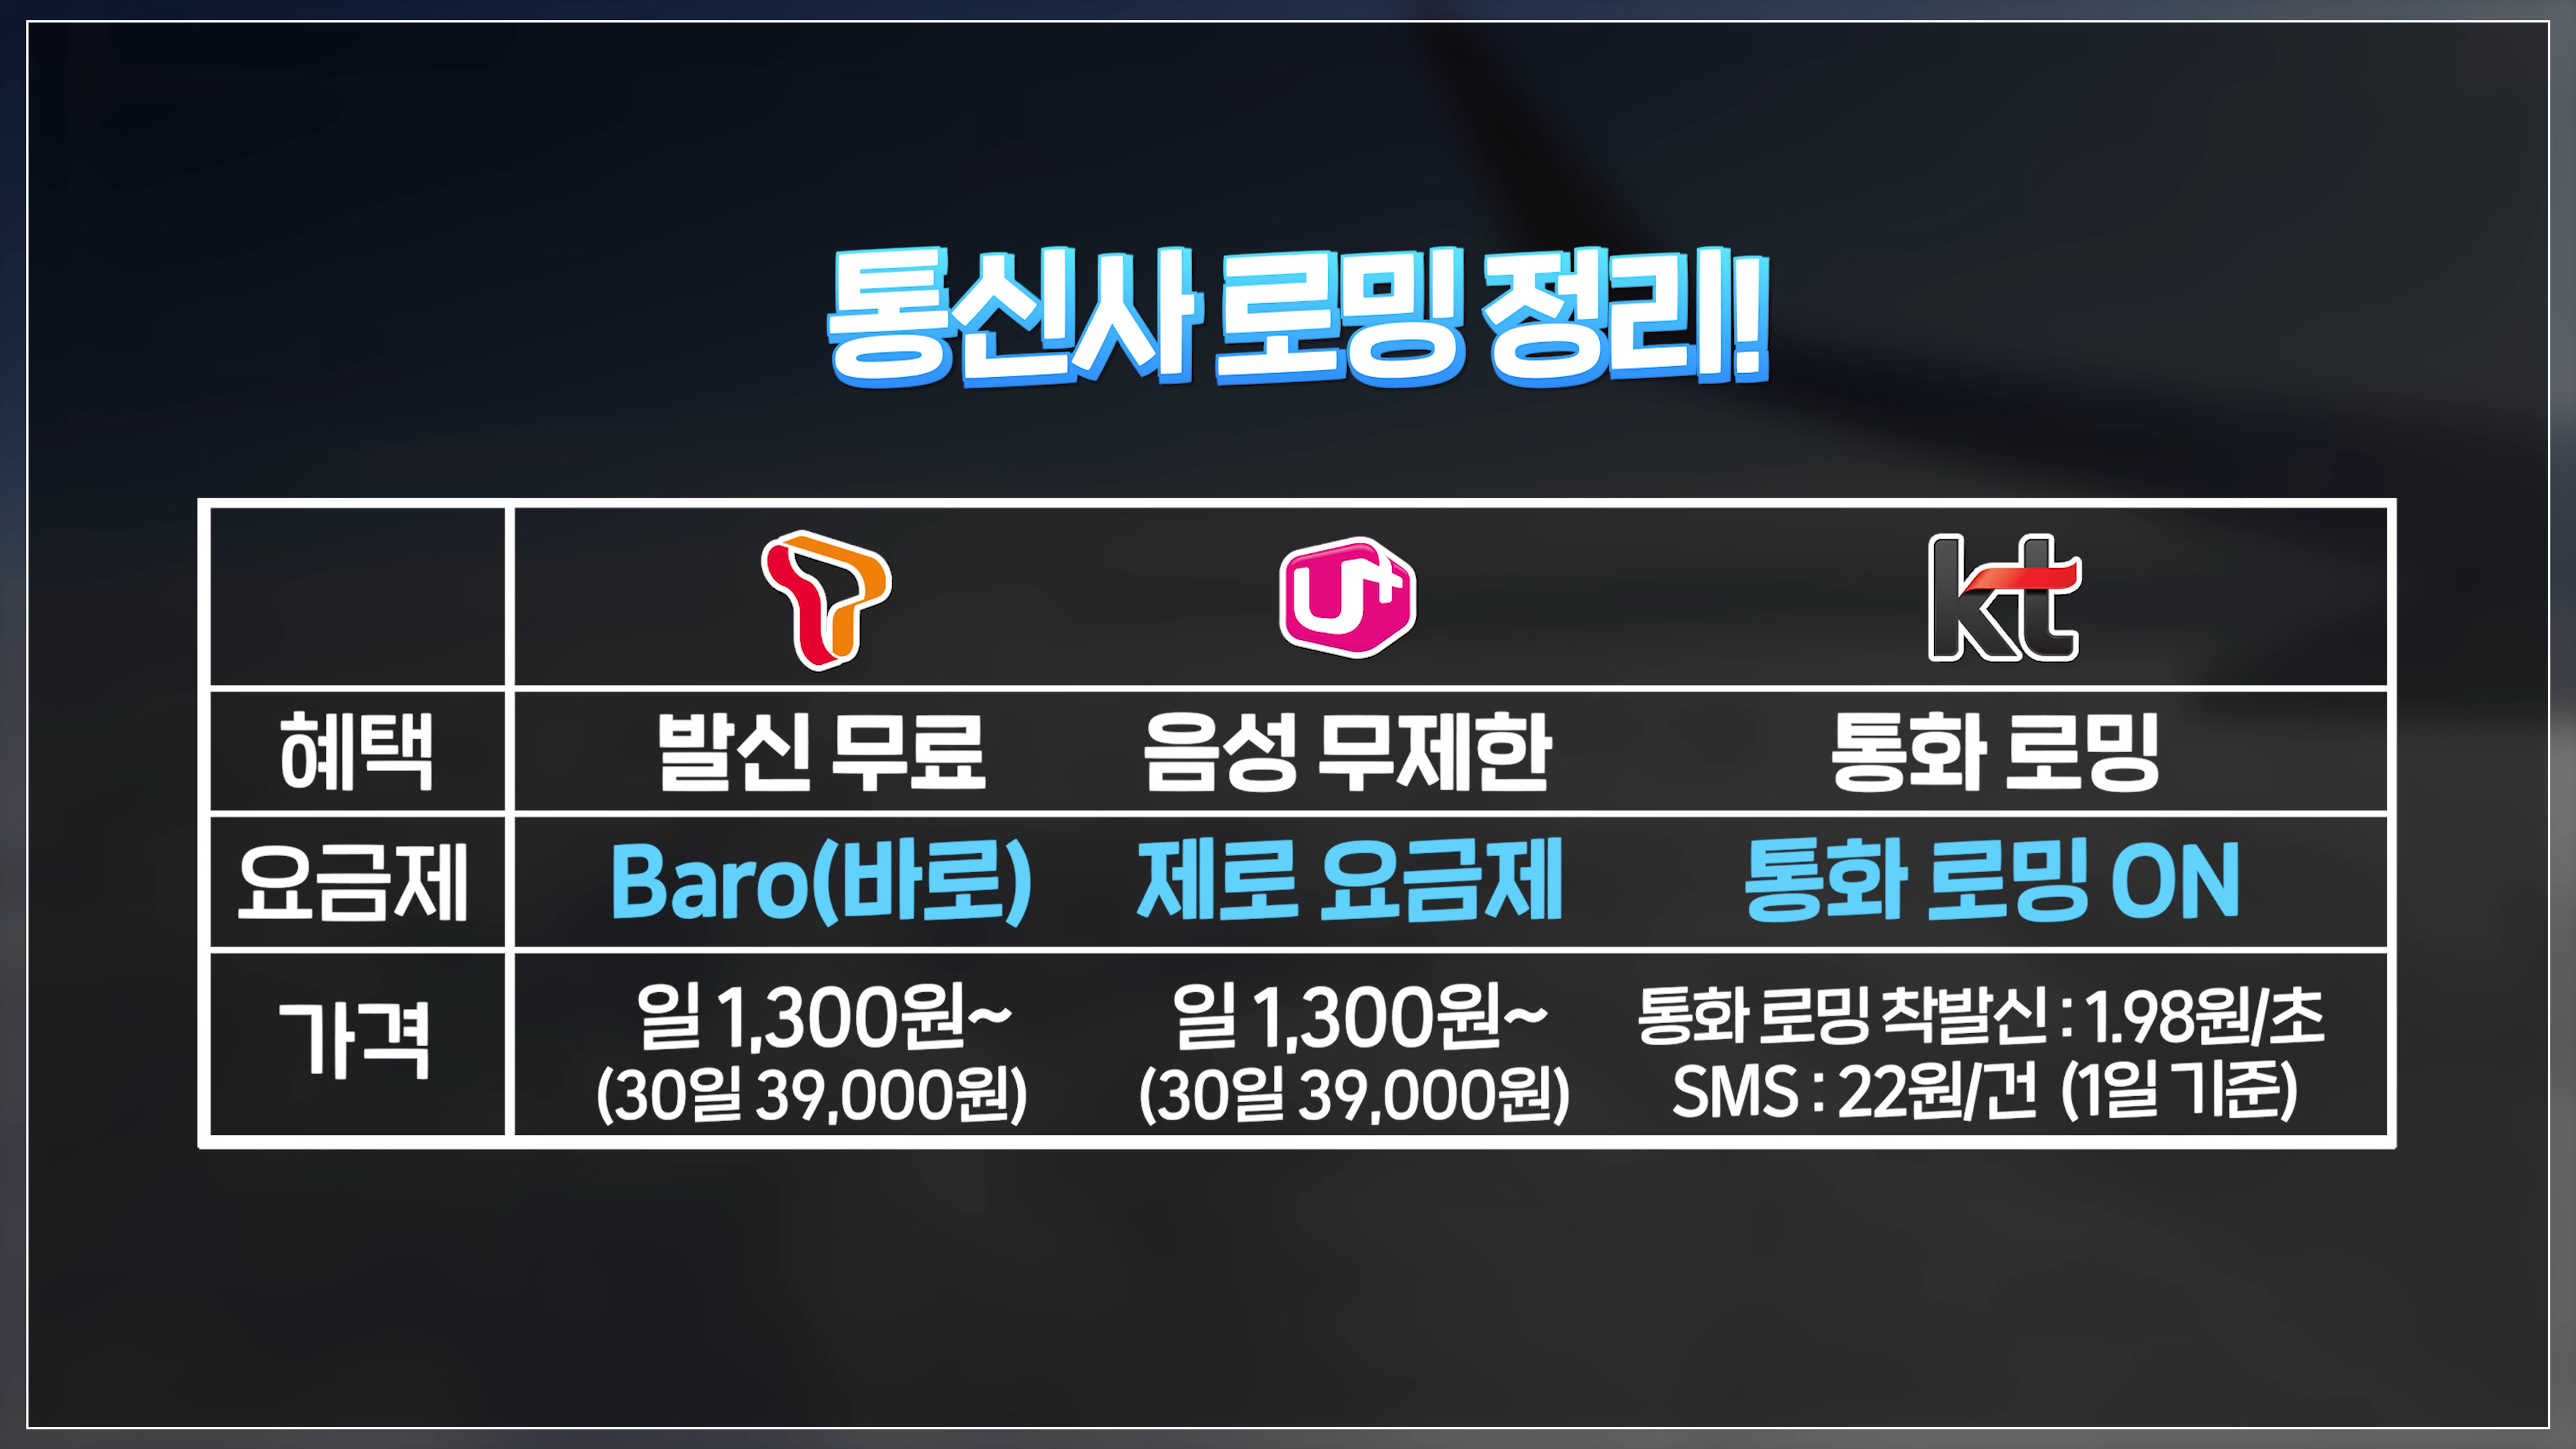 통신사 로밍 정리!
T U+ kt
혜택 발신 무료 음성 무제한 통화 로밍
요금제 Baro(바로) 제로 요금제 통화 로밍 ON
가격 일 1,300원~ (30일 39,000원) 일 1,300원~ (30일 39,000원) 통화 로밍 착발신 : 1.98원/초 SMS : 22원/건 (1일 기준)